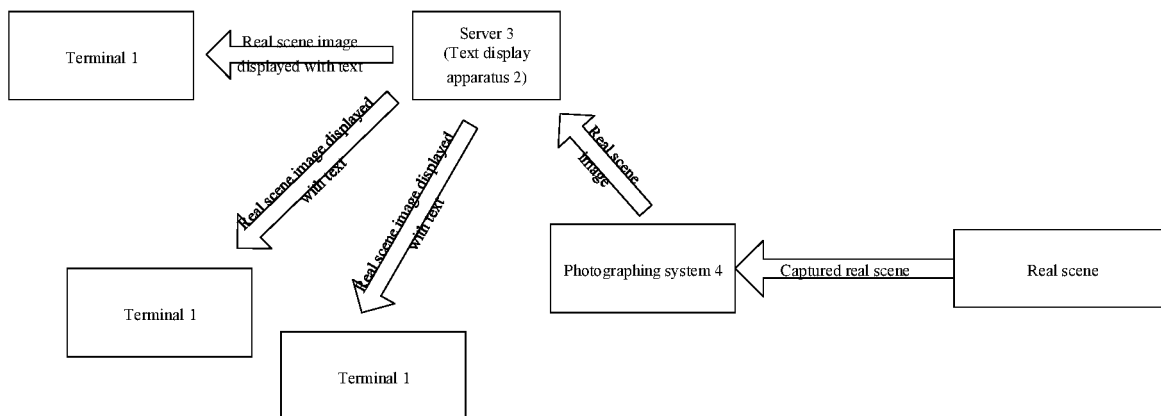 Terminal 1
Real scene image
displayed with text
Server 3
(Text display
apparatus 2)
Real scene image displayed
with text
Real scene image displayed
with text
Real scene
image
Photographing system 4
Captured real scene
Real scene
Terminal 1
Terminal 1